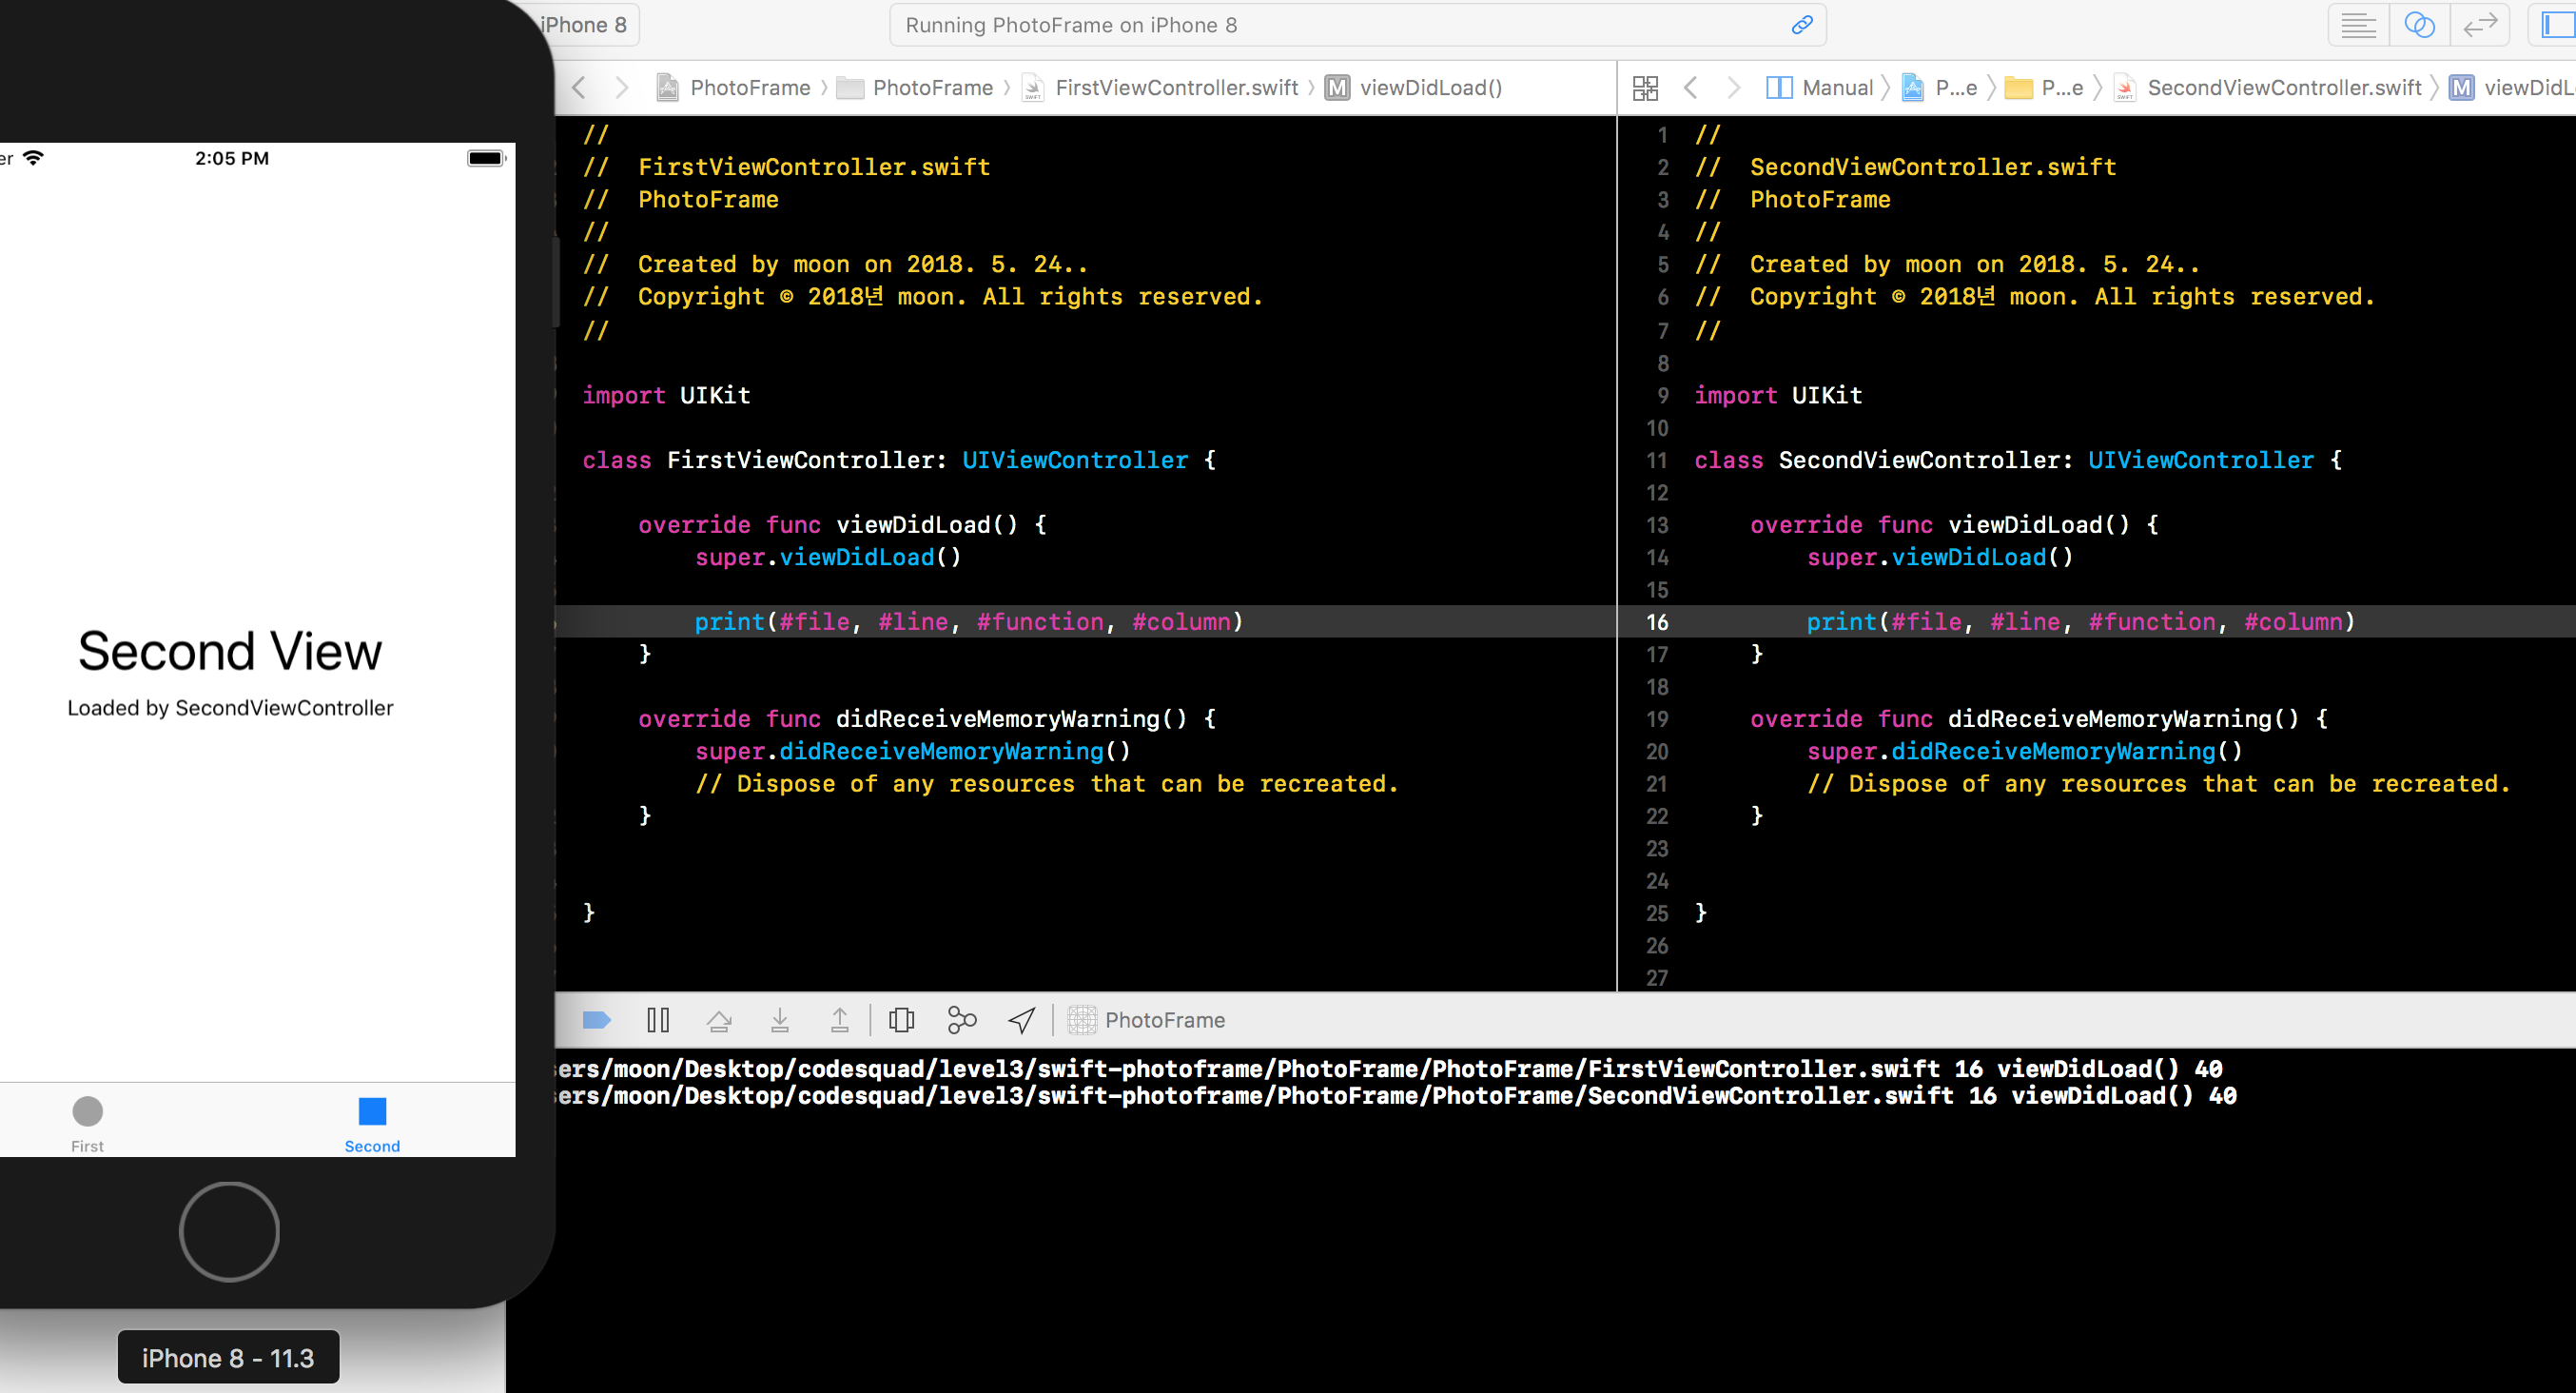 iPhone 8
Running PhotoFrame on iPhone 8
PhotoFrame 〉 PhotoFrame 〉 FirstViewController.swift 〉 M viewDidLoad()
Manual 〉 P...e 〉 P...e 〉 SecondViewController.swift 〉 M viewDidL
2:05 PM
Second View
Loaded by SecondViewController
First
Second
iPhone 8 - 11.3
//
//  FirstViewController.swift
//  PhotoFrame
//
//  Created by moon on 2018. 5. 24..
//  Copyright © 2018년 moon. All rights reserved.
//
import UIKit
class FirstViewController: UIViewController {
override func viewDidLoad() {
super.viewDidLoad()
print(#file, #line, #function, #column)
}
override func didReceiveMemoryWarning() {
super.didReceiveMemoryWarning()
// Dispose of any resources that can be recreated.
}
}
1 //
2 //  SecondViewController.swift
3 //  PhotoFrame
4 //
5 //  Created by moon on 2018. 5. 24..
6 //  Copyright © 2018년 moon. All rights reserved.
7 //
8
9 import UIKit
10
11 class SecondViewController: UIViewController {
12
13 override func viewDidLoad() {
14 super.viewDidLoad()
15
16 print(#file, #line, #function, #column)
17 }
18
19 override func didReceiveMemoryWarning() {
20 super.didReceiveMemoryWarning()
21 // Dispose of any resources that can be recreated.
22 }
23
24
25 }
26
27
PhotoFrame
ers/moon/Desktop/codesquad/level3/swift-photoframe/PhotoFrame/PhotoFrame/FirstViewController.swift 16 viewDidLoad() 40
ers/moon/Desktop/codesquad/level3/swift-photoframe/PhotoFrame/PhotoFrame/SecondViewController.swift 16 viewDidLoad() 40